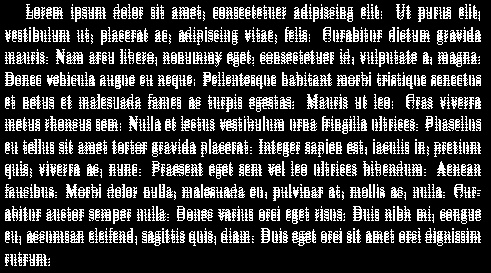 Lorem ipsum dolor sit amet, consectetuer adipiscing elit. Ut purus elit,
vestibulum ut, placerat ac, adipiscing vitae, felis. Curabitur dictum gravida
mauris. Nam arcu libero, nonummy eget, consectetuer id, vulputate a, magna.
Donec vehicula augue eu neque. Pellentesque habitant morbi tristique senectus
et netus et malesuada fames ac turpis egestas. Mauris ut leo. Cras viverra
metus rhoncus sem. Nulla et lectus vestibulum urna fringilla ultrices. Phasellus
eu tellus sit amet tortor gravida placerat. Integer sapien est, iaculis in, pretium
quis, viverra ac, nunc. Praesent eget sem vel leo ultrices bibendum. Aenean
faucibus. Morbi dolor nulla, malesuada eu, pulvinar at, mollis ac, nulla. Cur-
abitur auctor semper nulla. Donec varius orci eget risus. Duis nibh mi, congue
eu, accumsan eleifend, sagittis quis, diam. Duis eget orci sit amet orci dignissim
rutrum.